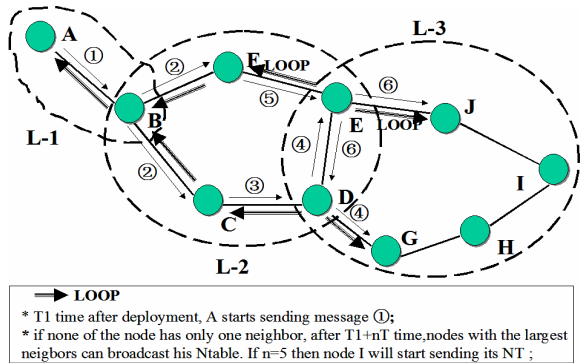 A
①
②
F
LOOP
L-3
⑤
⑥
J
L-1
B
E
LOOP
②
④
⑥
I
③
D
④
C
G
H
L-2
LOOP
* T1 time after deployment, A starts sending message ①;
* if none of the node has only one neighbor, after T1+nT time,nodes with the largest
neigbors can broadcast his Ntable. If n=5 then node I will start sending its NT ;